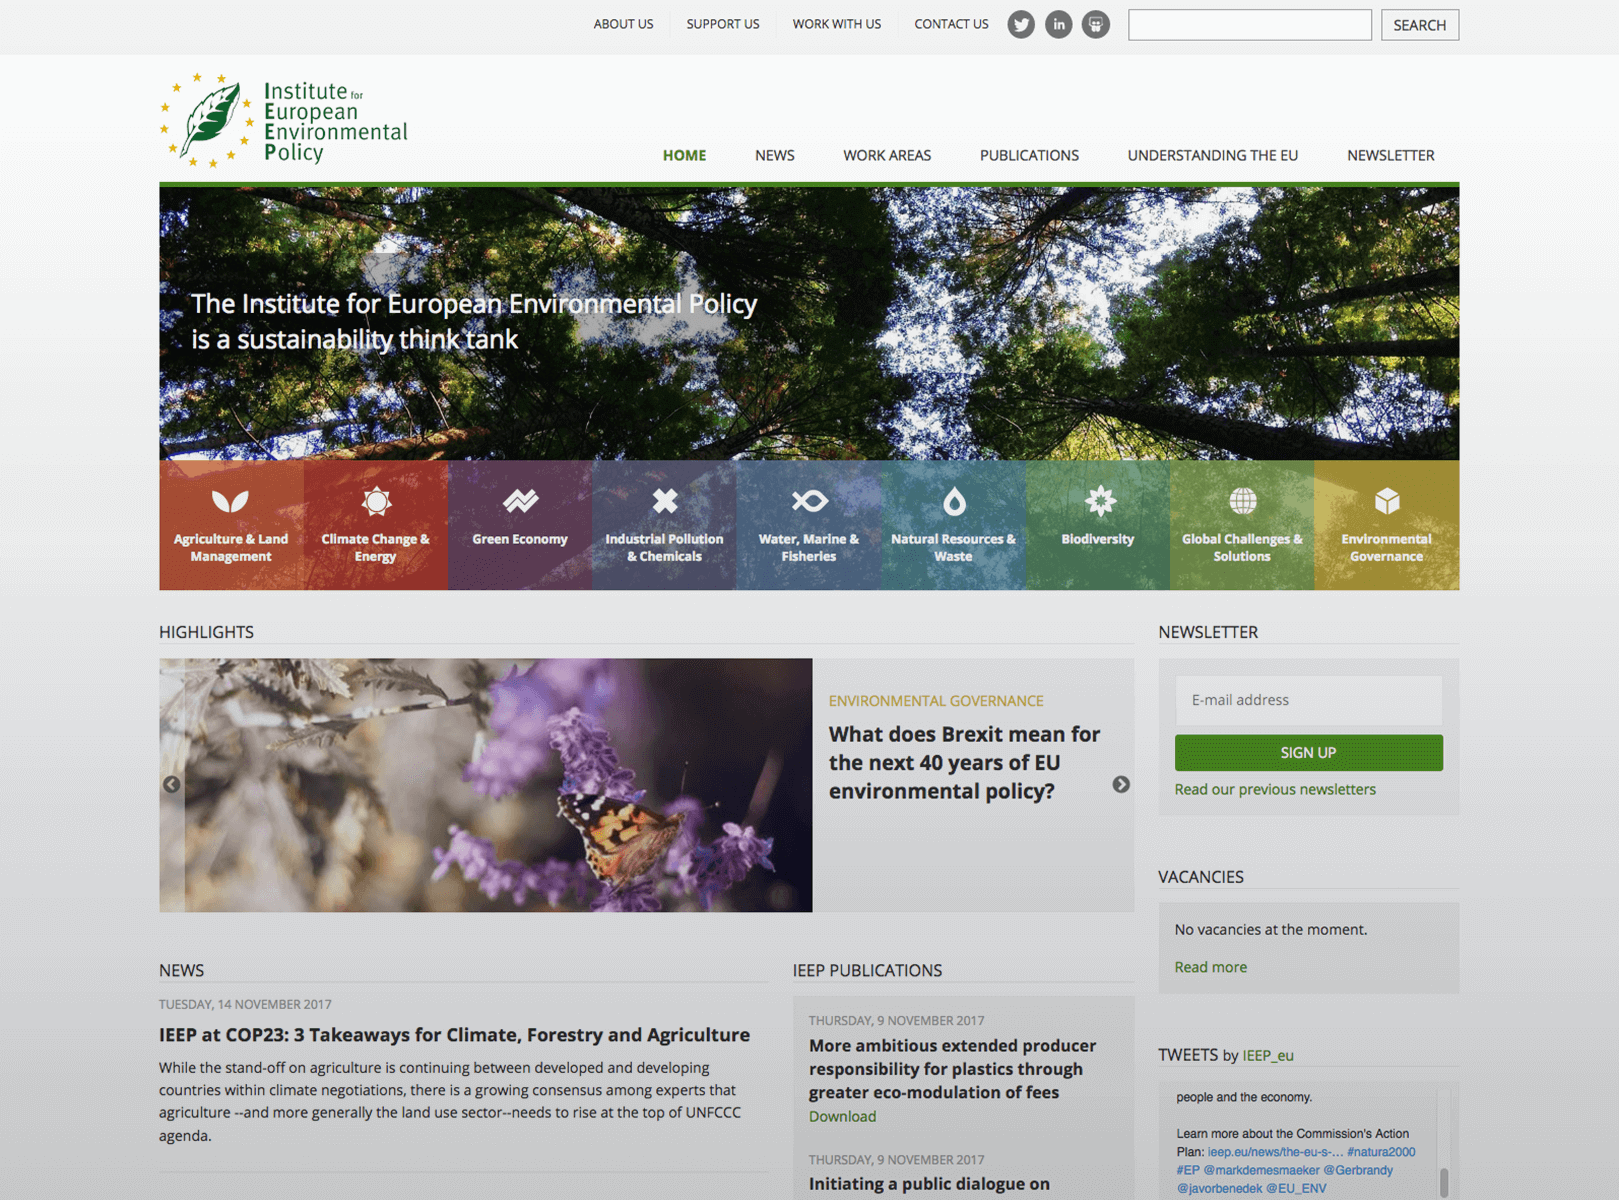 ABOUT US
SUPPORT US
WORK WITH US
CONTACT US
in
SEARCH
Institute for
European
Environmental
Policy
HOME
NEWS
WORK AREAS
PUBLICATIONS
UNDERSTANDING THE EU
NEWSLETTER
The Institute for European Environmental Policy
is a sustainability think tank
Agriculture & Land
Management
Climate Change &
Energy
Green Economy
Industrial Pollution
& Chemicals
Water, Marine &
Fisheries
Natural Resources &
Waste
Biodiversity
Global Challenges &
Solutions
Environmental
Governance
HIGHLIGHTS
ENVIRONMENTAL GOVERNANCE
What does Brexit mean for
the next 40 years of EU
environmental policy?
NEWSLETTER
E-mail address
SIGN UP
Read our previous newsletters
VACANCIES
No vacancies at the moment.
Read more
NEWS
TUESDAY, 14 NOVEMBER 2017
IEEP at COP23: 3 Takeaways for Climate, Forestry and Agriculture
While the stand-off on agriculture is continuing between developed and developing
countries within climate negotiations, there is a growing consensus among experts that
agriculture --and more generally the land use sector--needs to rise at the top of UNFCCC
agenda.
IEEP PUBLICATIONS
THURSDAY, 9 NOVEMBER 2017
More ambitious extended producer
responsibility for plastics through
greater eco-modulation of fees
Download
THURSDAY, 9 NOVEMBER 2017
Initiating a public dialogue on
TWEETS by IEEP_eu
people and the economy.
Learn more about the Commission's Action
Plan: ieep.eu/news/the-eu-s-... #natura2000
#EP @markdemesmaeker @Gerbrandy
@javorbenedek @EU_ENV